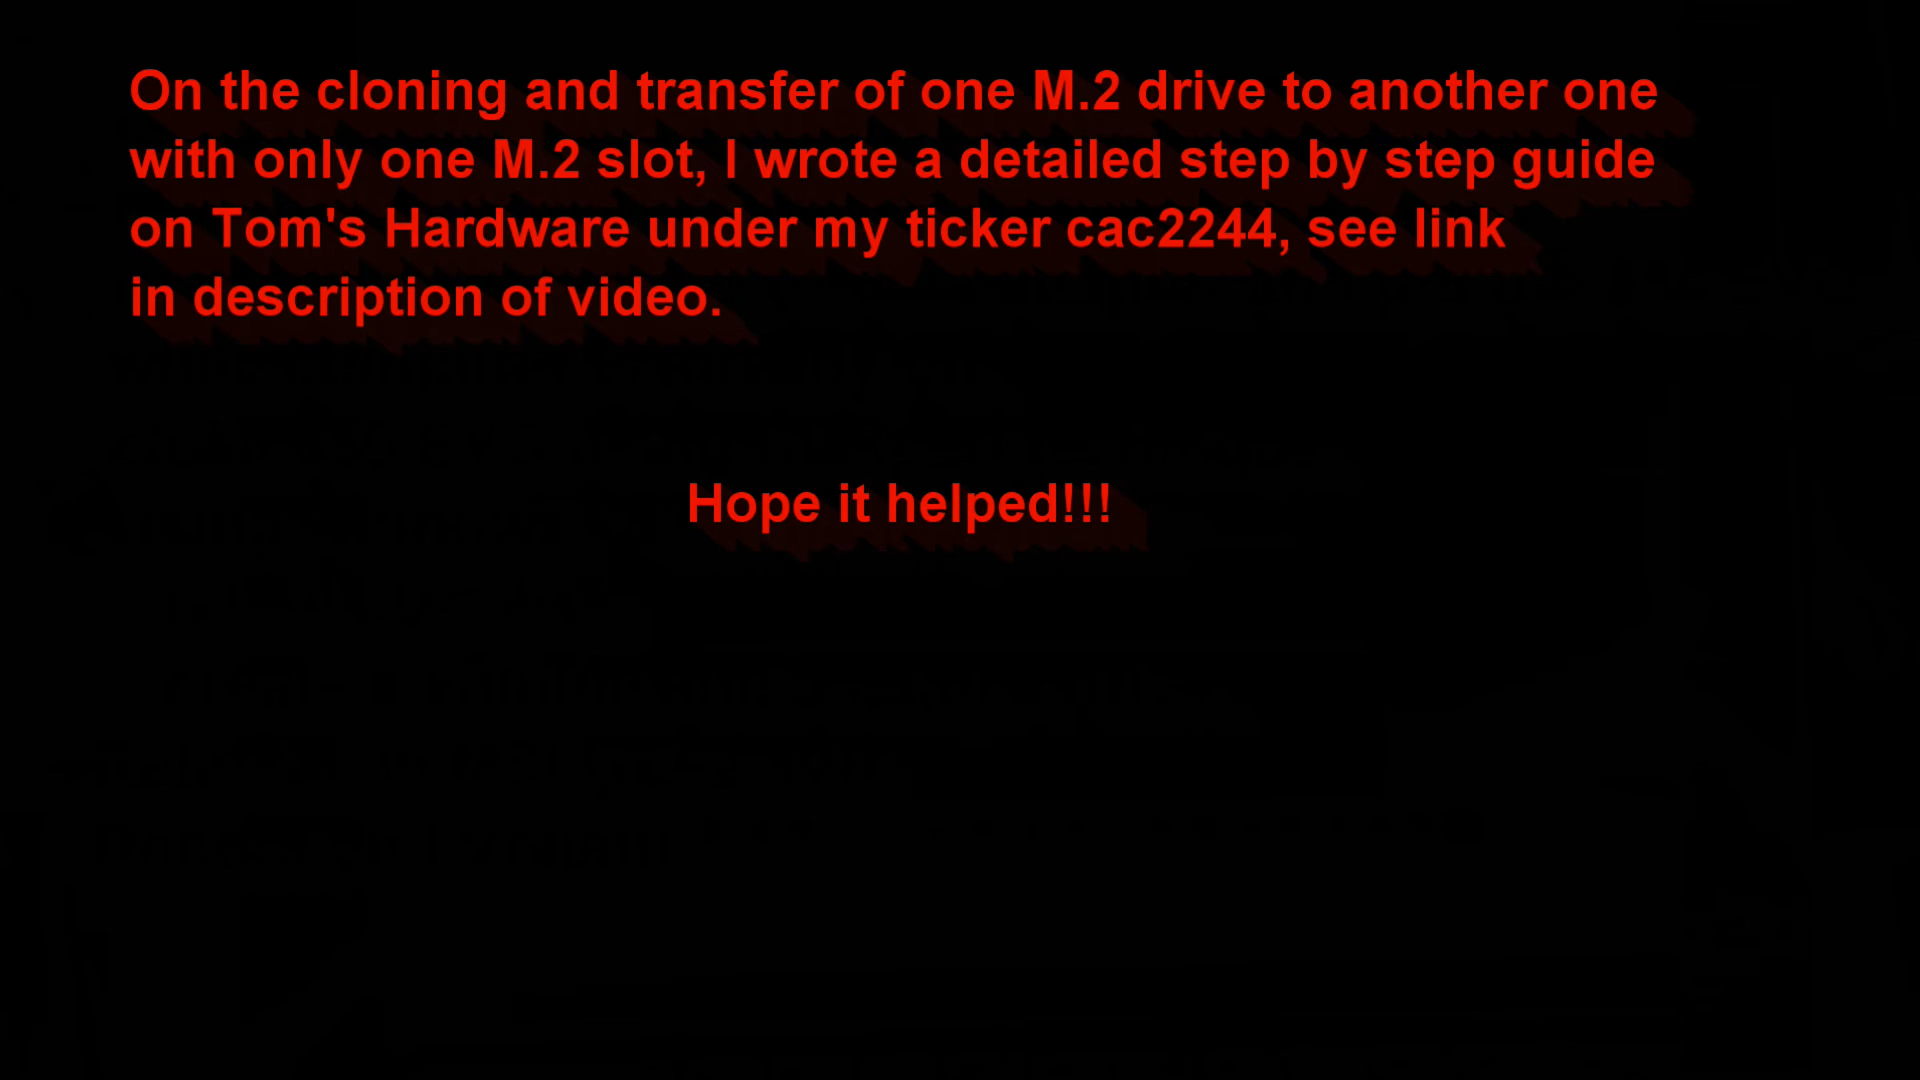 On the cloning and transfer of one M.2 drive to another one
with only one M.2 slot, I wrote a detailed step by step guide
on Tom's Hardware under my ticker cac2244, see link
in description of video.
Hope it helped!!!